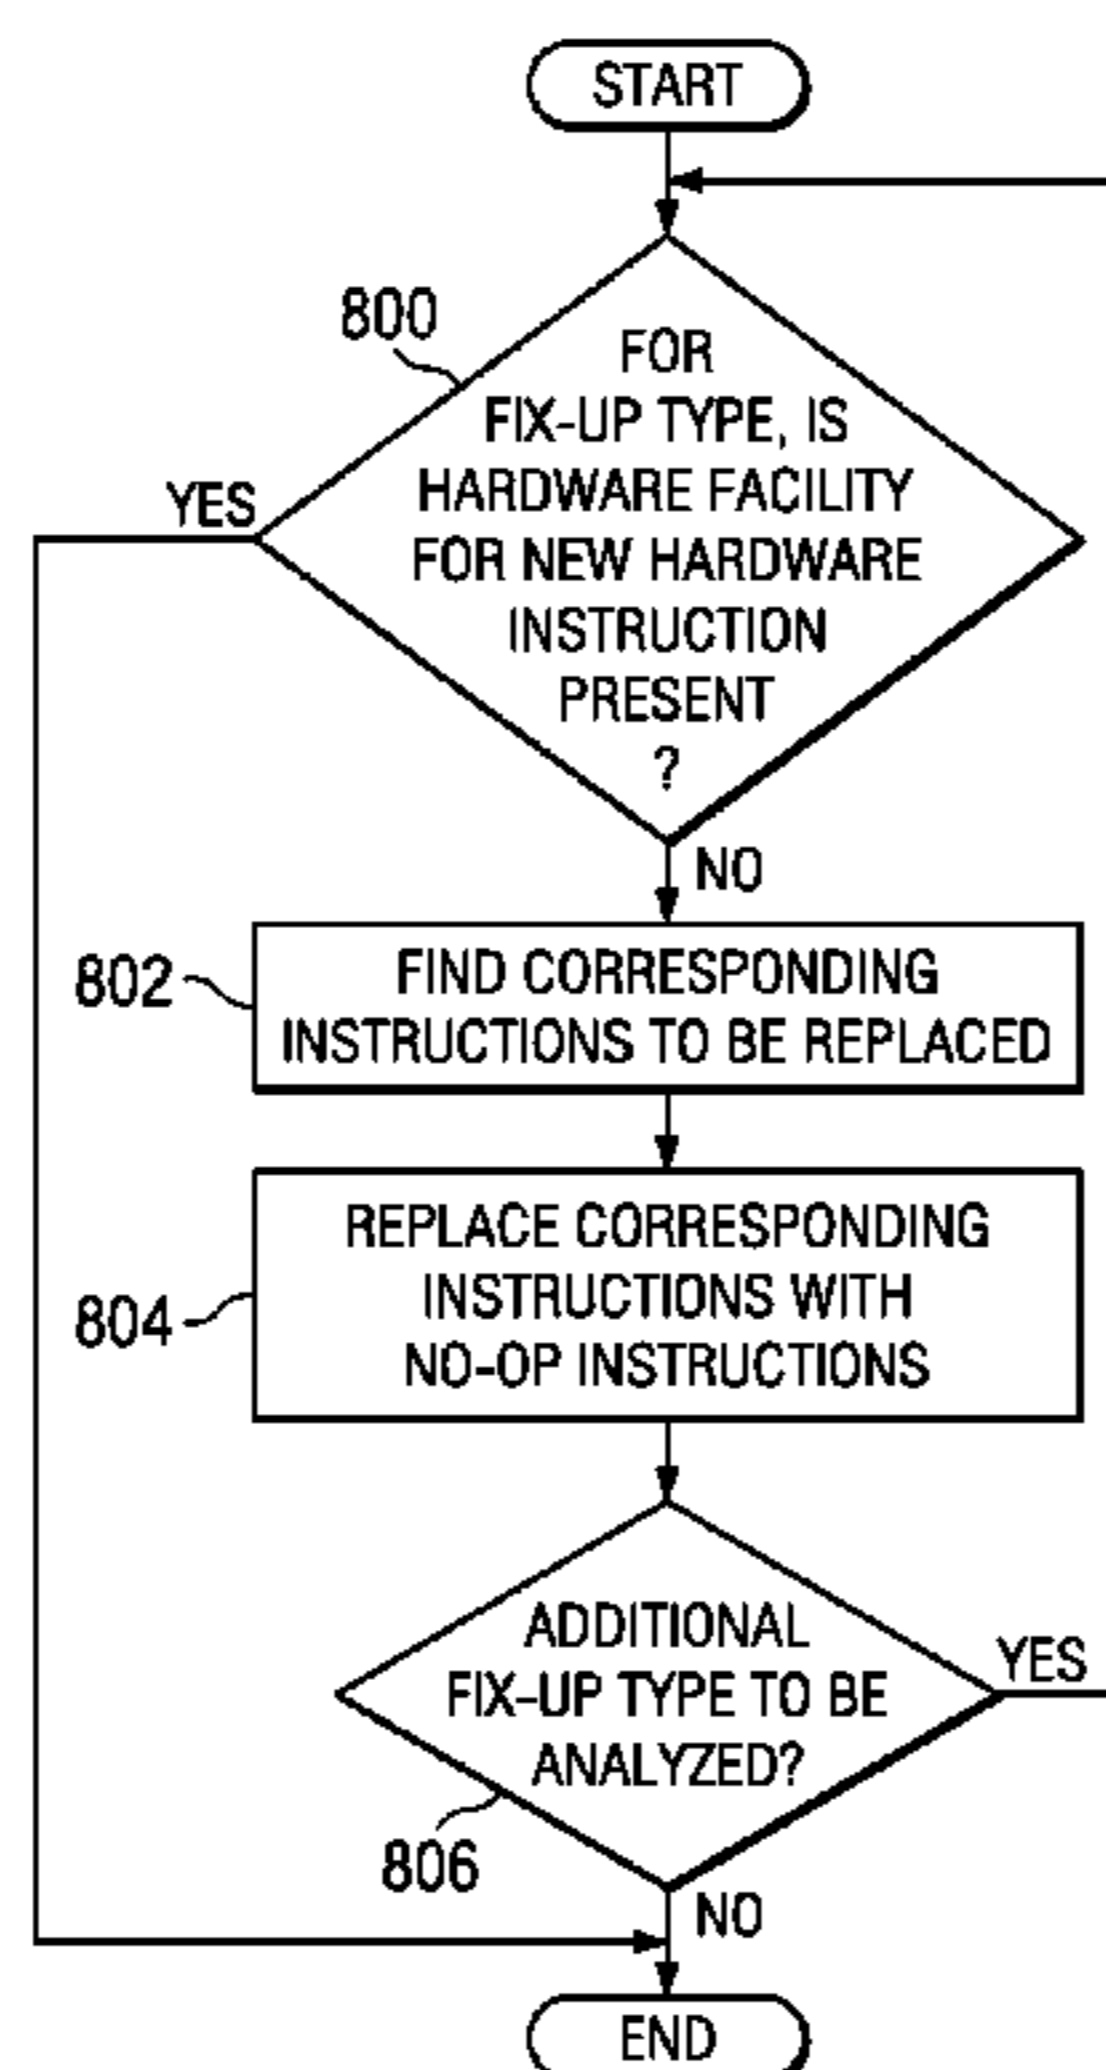 START
800
FOR
FIX-UP TYPE, IS
HARDWARE FACILITY
FOR NEW HARDWARE
INSTRUCTION
PRESENT
?
YES
NO
802
FIND CORRESPONDING
INSTRUCTIONS TO BE REPLACED
804
REPLACE CORRESPONDING
INSTRUCTIONS WITH
NO-OP INSTRUCTIONS
ADDITIONAL
FIX-UP TYPE TO BE
ANALYZED?
YES
806
NO
END